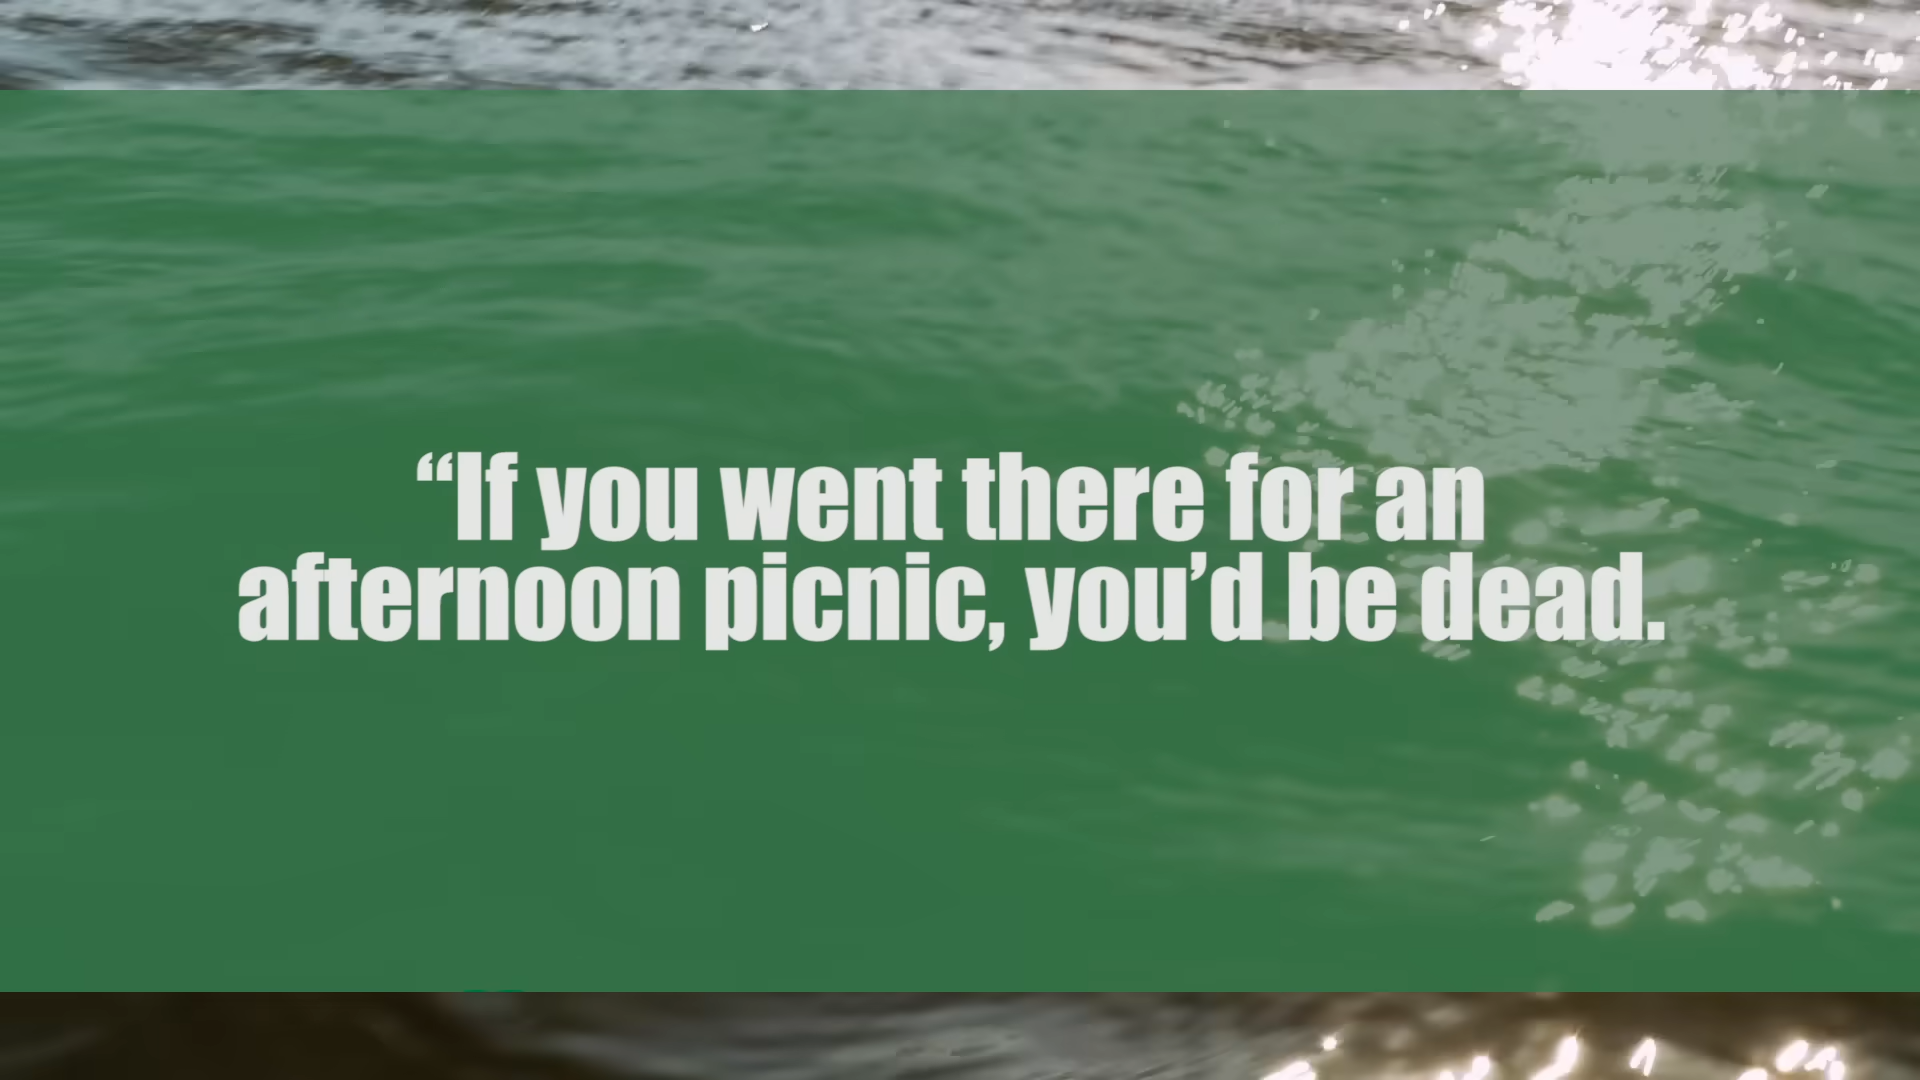 “If you went there for an
afternoon picnic, you’d be dead.